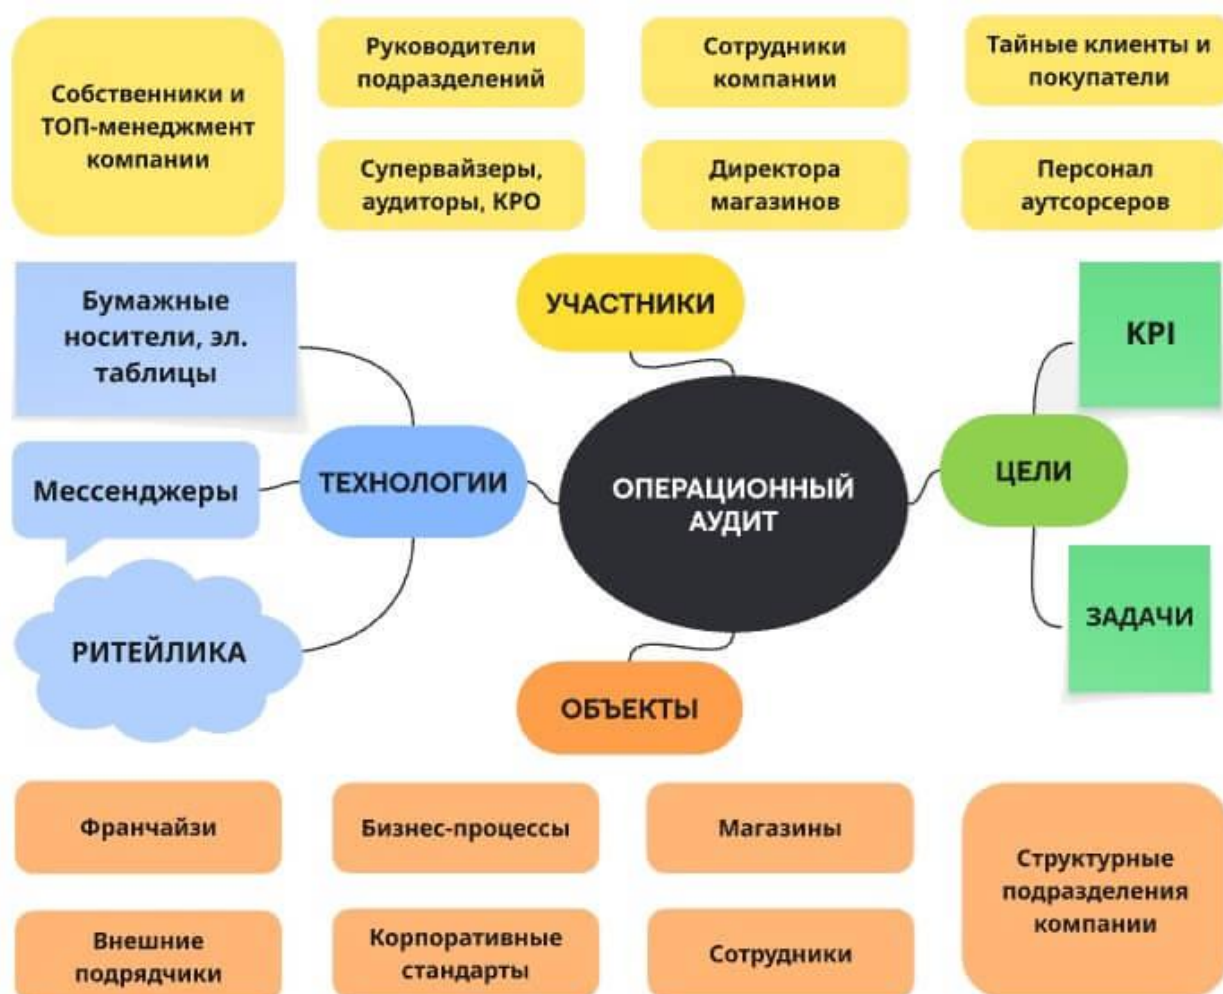 Собственники и
ТОП-менеджмент
компании
Руководители
подразделений
Сотрудники
компании
Тайные клиенты и
покупатели
Супервайзеры,
аудиторы, КРО
Директора
магазинов
Персонал
аутсорсеров
Бумажные
носители, эл.
таблицы
УЧАСТНИКИ
KPI
Мессенджеры
ТЕХНОЛОГИИ
ОПЕРАЦИОННЫЙ
АУДИТ
ЦЕЛИ
РИТЕЙЛИКА
ЗАДАЧИ
ОБЪЕКТЫ
Франчайзи
Бизнес-процессы
Магазины
Структурные
подразделения
компании
Внешние
подрядчики
Корпоративные
стандарты
Сотрудники